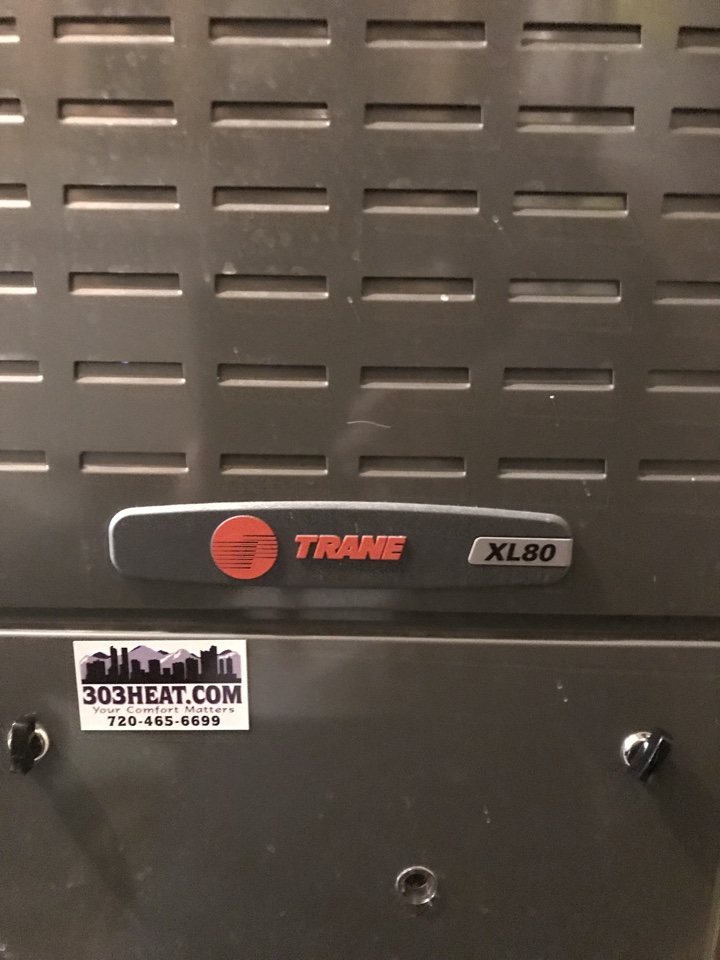 TRANE
XL80
303HEAT.COM
Your Comfort Matters
720-465-6699